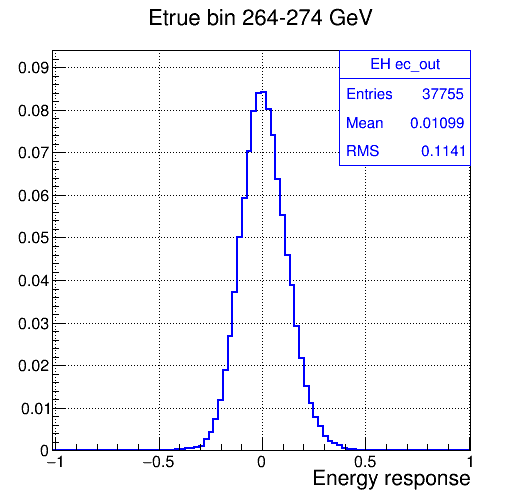 Etrue bin 264-274 GeV
EH ec_out
Entries 37755
Mean 0.01099
RMS 0.1141
0.09
0.08
0.07
0.06
0.05
0.04
0.03
0.02
0.01
0
−1 −0.5 0 0.5 1
Energy response